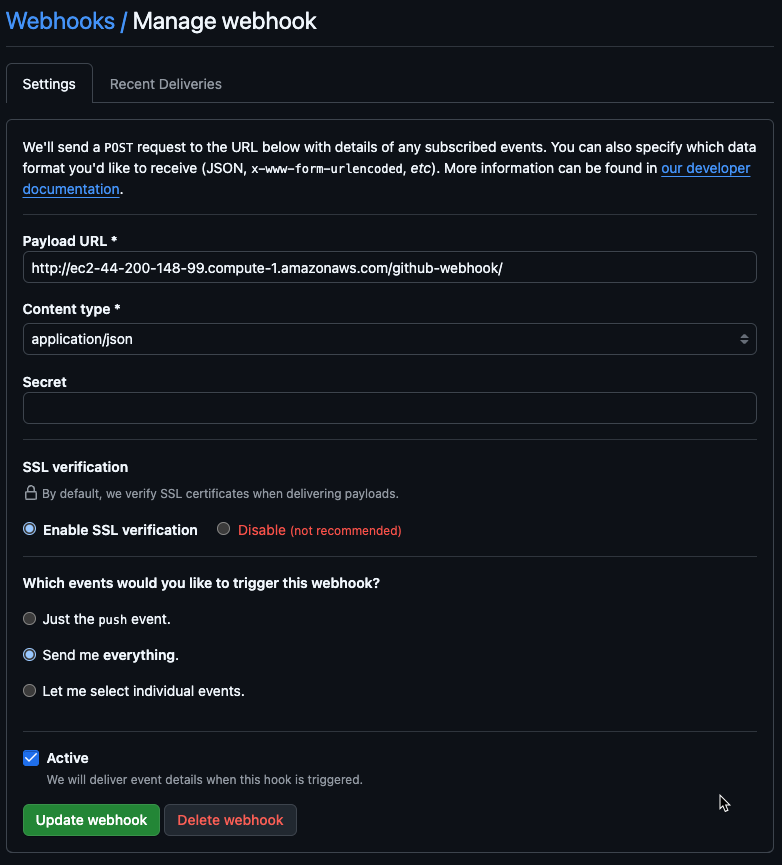 Webhooks / Manage webhook
Settings
Recent Deliveries
We'll send a POST request to the URL below with details of any subscribed events. You can also specify which data
format you'd like to receive (JSON, x-www-form-urlencoded, etc). More information can be found in our developer
documentation.
Payload URL *
http://ec2-44-200-148-99.compute-1.amazonaws.com/github-webhook/
Content type *
application/json
Secret
SSL verification
By default, we verify SSL certificates when delivering payloads.
Enable SSL verification
Disable (not recommended)
Which events would you like to trigger this webhook?
Just the push event.
Send me everything.
Let me select individual events.
Active
We will deliver event details when this hook is triggered.
Update webhook
Delete webhook